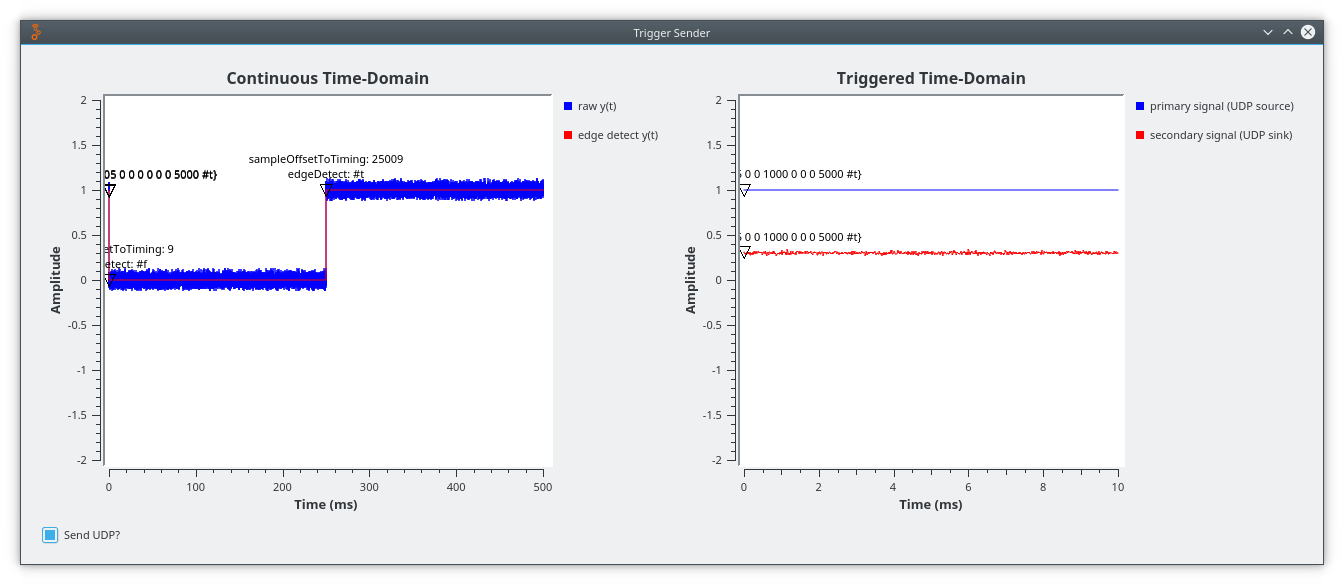 Trigger Sender
Continuous Time-Domain
2
1.5
1
0.5
0
-0.5
-1
-1.5
-2
Amplitude
sampleOffsetToTiming: 25009
edgeDetect: #t
05 0 0 0 0 0 0 5000 #t}
etToTiming: 9
etect: #f
0
100
200
300
400
500
Time (ms)
raw y(t)
edge detect y(t)
Triggered Time-Domain
2
1.5
1
0.5
0
-0.5
-1
-1.5
-2
Amplitude
0 0 1000 0 0 0 5000 #t}
0 0 1000 0 0 0 5000 #t}
0
2
4
6
8
10
Time (ms)
primary signal (UDP source)
secondary signal (UDP sink)
Send UDP?